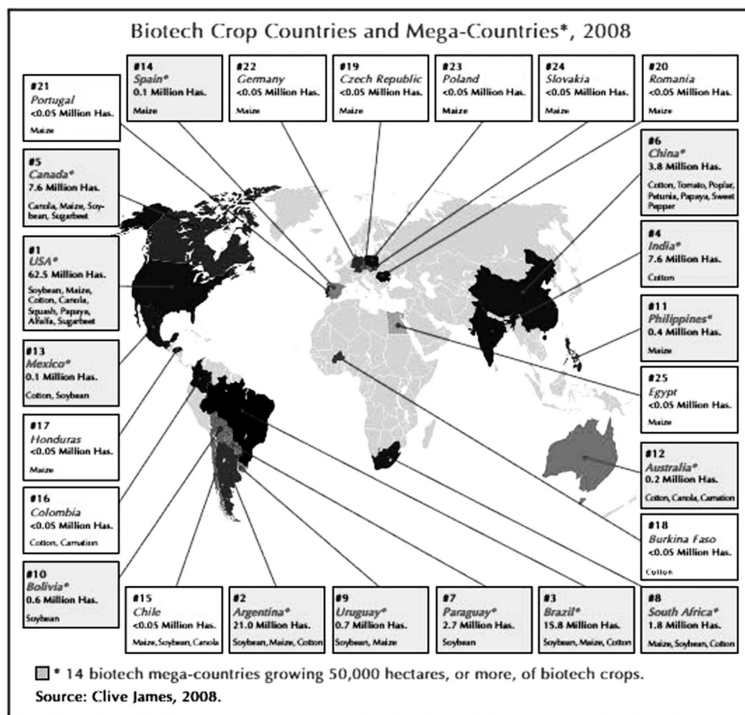 Biotech Crop Countries and Mega-Countries*, 2008
#14
Spain*
0.1 Million Has.
Maize
#22
Germany
<0.05 Million Has.
Maize
#19
Czech Republic
<0.05 Million Has.
Maize
#23
Poland
<0.05 Million Has.
Maize
#24
Slovakia
<0.05 Million Has.
Maize
#20
Romania
<0.05 Million Has.
Maize
#21
Portugal
<0.05 Million Has.
Maize
#5
Canada*
7.6 Million Has.
Canola, Maize, Soy-
bean, Sugarbeet
#1
USA*
62.5 Million Has.
Soybean, Maize,
Cotton, Canola,
Squash, Papaya,
Alfalfa, Sugarbeet
#13
Mexico*
0.1 Million Has.
Cotton, Soybean
#17
Honduras
<0.05 Million Has.
Maize
#16
Colombia
<0.05 Million Has.
Cotton, Carnation
#10
Bolivia*
0.6 Million Has.
Soybean
#6
China*
3.8 Million Has.
Cotton, Tomato, Poplar,
Petunia, Papaya, Sweet
Pepper
#4
India*
7.6 Million Has.
Cotton
#11
Philippines*
0.4 Million Has.
Maize
#25
Egypt
<0.05 Million Has.
Maize
#12
Australia*
0.2 Million Has.
Cotton, Canola, Carnation
#18
Burkina Faso
<0.05 Million Has.
Cotton
#15
Chile
<0.05 Million Has.
Maize, Soybean, Canola
#2
Argentina*
21.0 Million Has.
Soybean, Maize, Cotton
#9
Uruguay*
0.7 Million Has.
Soybean, Maize
#7
Paraguay*
2.7 Million Has.
Soybean
#3
Brazil*
15.8 Million Has.
Soybean, Maize, Cotton
#8
South Africa*
1.8 Million Has.
Maize, Soybean, Cotton
* 14 biotech mega-countries growing 50,000 hectares, or more, of biotech crops.
Source: Clive James, 2008.